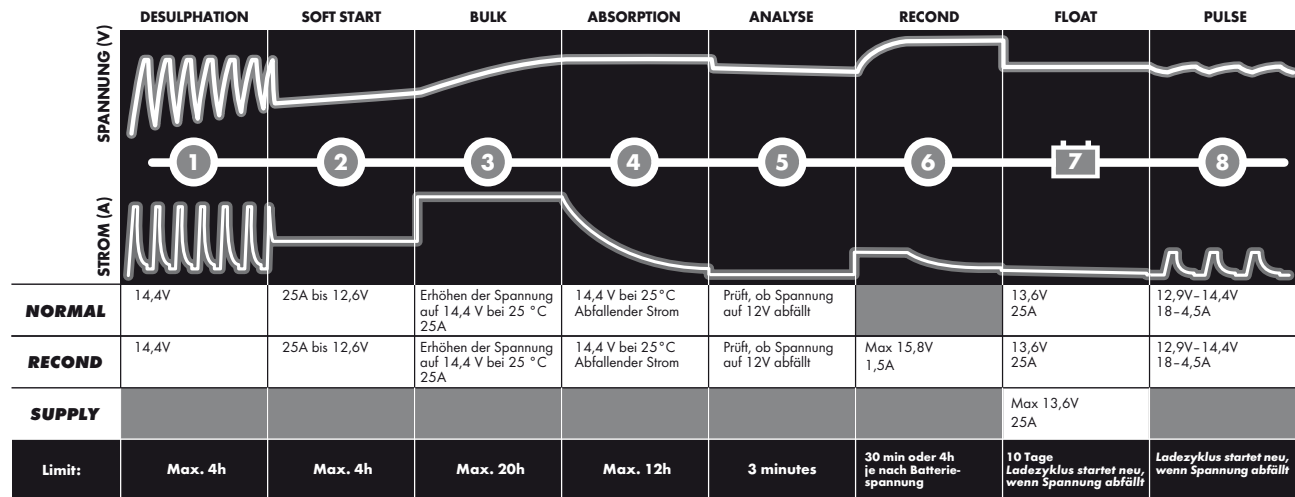 DESULPHATION SOFT START BULK ABSORPTION ANALYSE RECOND FLOAT PULSE
SPANNUNG (V)
1 2 3 4 5 6 7 8
STROM (A)
NORMAL
14,4V
25A bis 12,6V
Erhöhen der Spannung
auf 14,4 V bei 25 °C
25A
14,4 V bei 25°C
Abfallender Strom
Prüft, ob Spannung
auf 12V abfällt
13,6V
25A
12,9V–14,4V
18–4,5A
RECOND
14,4V
25A bis 12,6V
Erhöhen der Spannung
auf 14,4 V bei 25 °C
25A
14,4 V bei 25°C
Abfallender Strom
Prüft, ob Spannung
auf 12V abfällt
Max 15,8V
1,5A
13,6V
25A
12,9V–14,4V
18–4,5A
SUPPLY
Max 13,6V
25A
Limit:
Max. 4h
Max. 4h
Max. 20h
Max. 12h
3 minutes
30 min oder 4h
je nach Batterie-
spannung
10 Tage
Ladezyklus startet neu,
wenn Spannung abfällt
Ladezyklus startet neu,
wenn Spannung abfällt